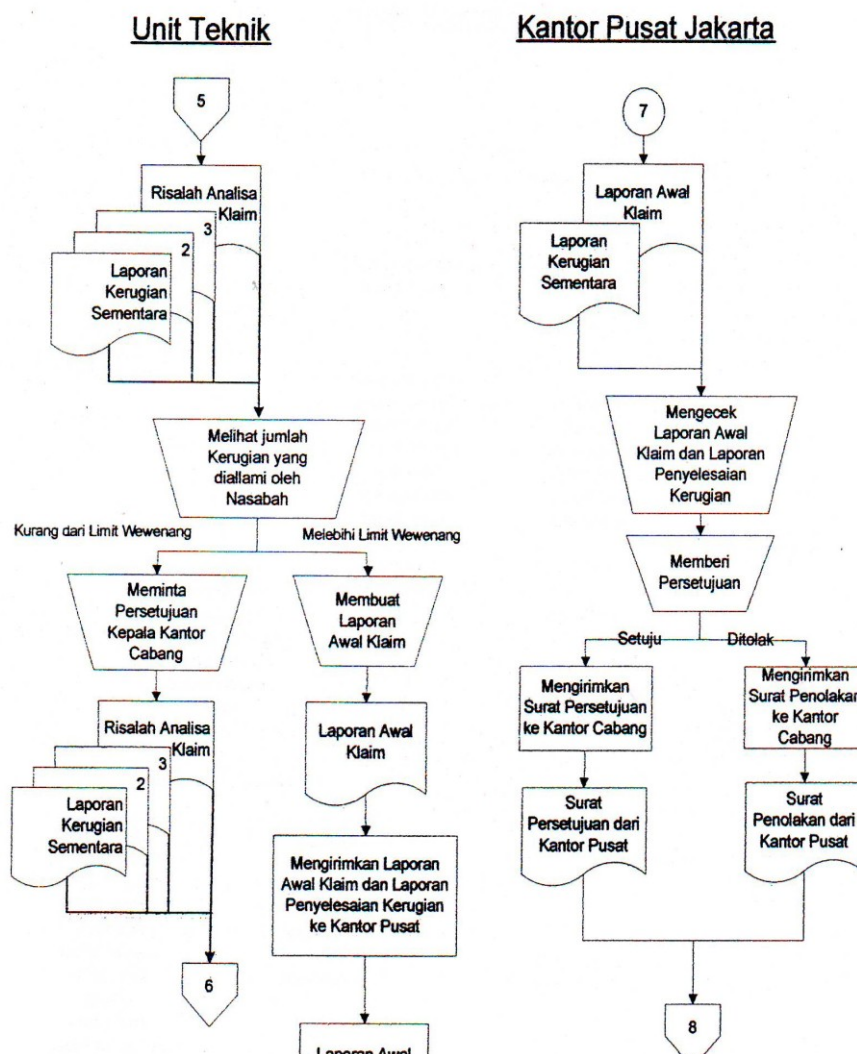 Unit Teknik
5
Risalah Analisa
Klaim
3
2
Laporan
Kerugian
Sementara
Melihat jumlah
Kerugian yang
diallami oleh
Nasabah
Kurang dari Limit Wewenang
Melebihi Limit Wewenang
Meminta
Persetujuan
Kepala Kantor
Cabang
Membuat
Laporan
Awal Klaim
Risalah Analisa
Klaim
3
2
Laporan
Kerugian
Sementara
6
Laporan Awal
Klaim
Mengirimkan Laporan
Awal Klaim dan Laporan
Penyelesaian Kerugian
ke Kantor Pusat
Laporan Awal
Kantor Pusat Jakarta
7
Laporan Awal
Klaim
Laporan
Kerugian
Sementara
Mengecek
Laporan Awal
Klaim dan Laporan
Penyelesaian
Kerugian
Memberi
Persetujuan
Setuju
Ditolak
Mengirimkan
Surat Persetujuan
ke Kantor Cabang
Mengirimkan
Surat Penolakan
ke Kantor
Cabang
Surat
Persetujuan dari
Kantor Pusat
Surat
Penolakan dari
Kantor Pusat
8